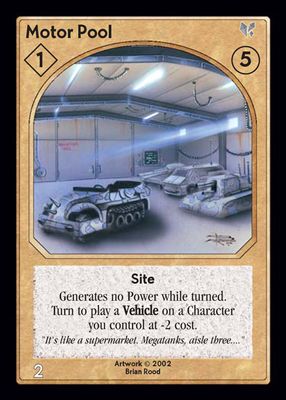 Motor Pool
1
5
Site
Generates no Power while turned.
Turn to play a Vehicle on a Character
you control at -2 cost.
"It's like a supermarket. Megatanks, aisle three...."
2
Artwork © 2002
Brian Rood